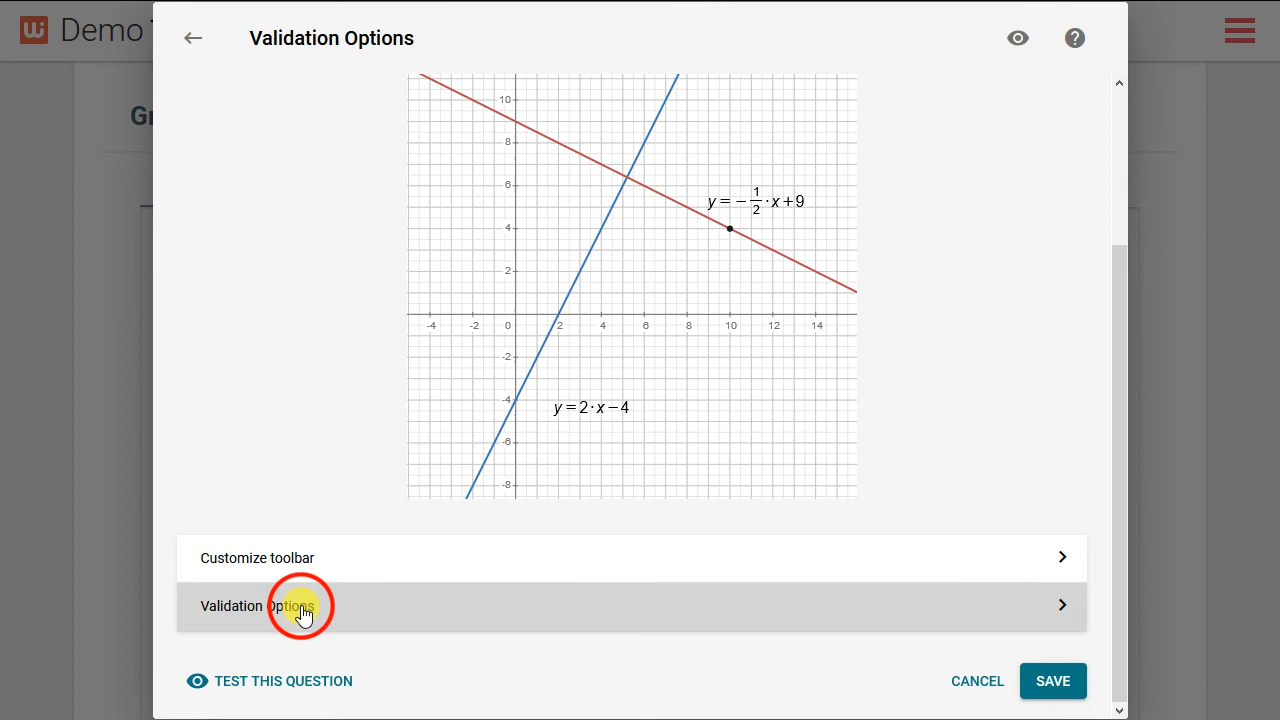 Demo
Validation Options
Gr
10
8
6
4
2
-4 -2 0 2 4 6 8 10 12 14
-2
-4
-6
-8
y=-1/2·x+9
y=2·x-4
Customize toolbar
Validation Options
TEST THIS QUESTION
CANCEL
SAVE